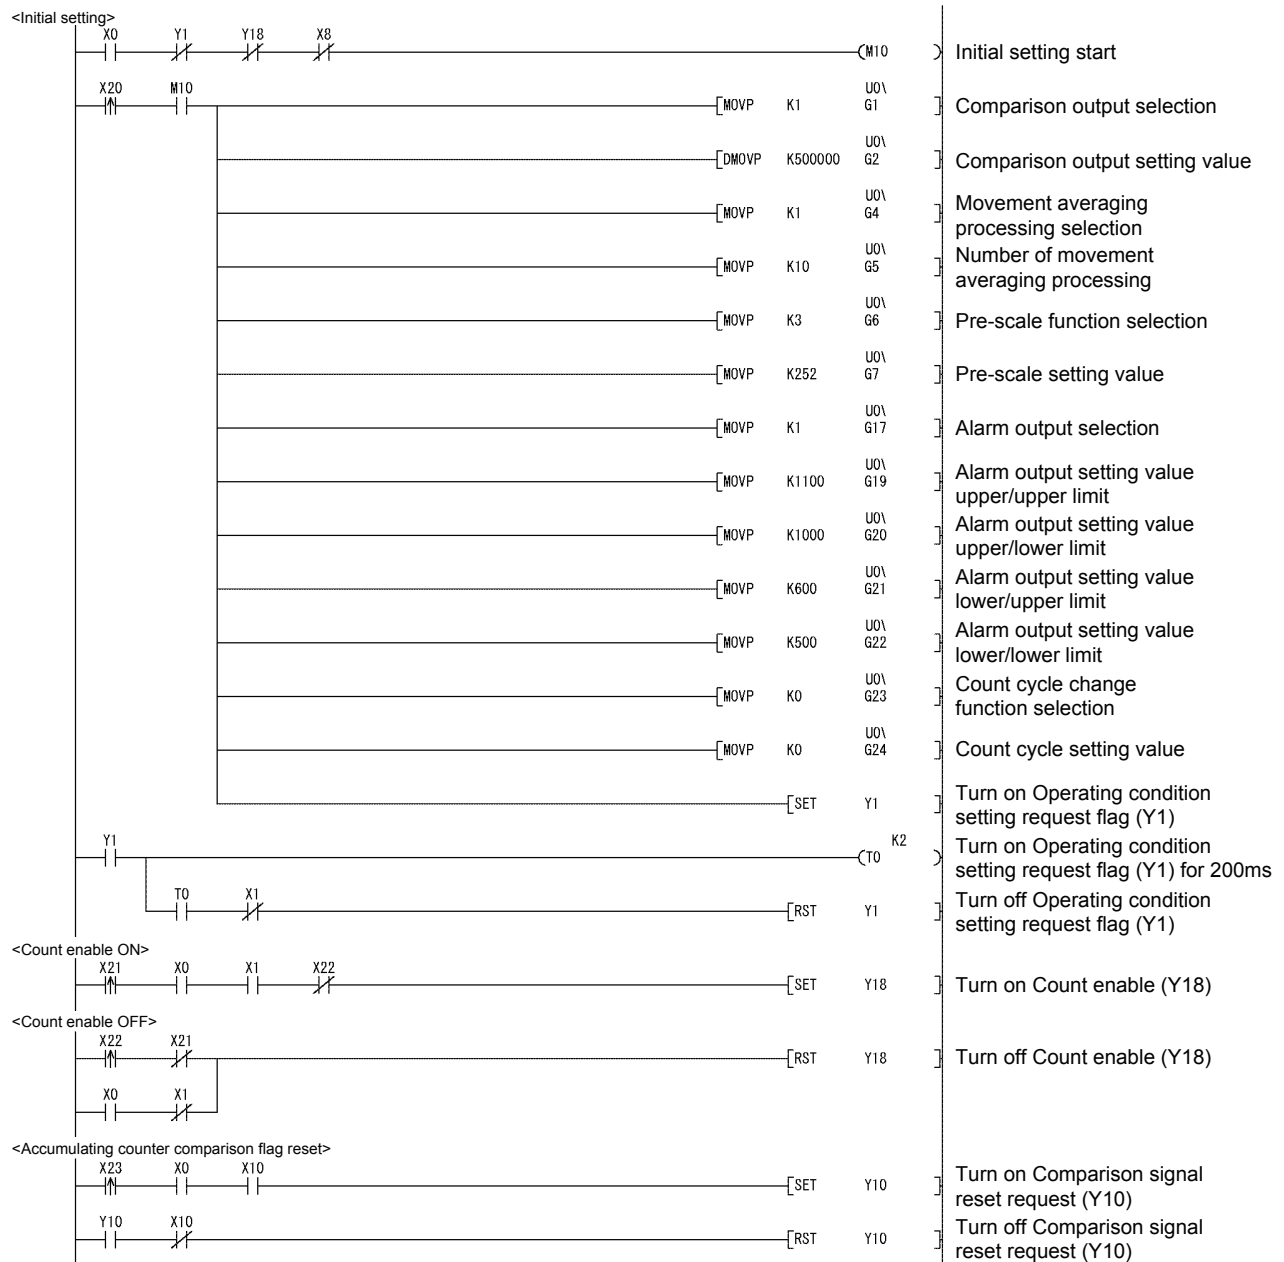 <Initial setting>
X0 Y1 Y18 X8
M10 Initial setting start
X20 M10 U0\
MOVP K1 G1 Comparison output selection
U0\
DMOVP K500000 G2 Comparison output setting value
U0\ Movement averaging
MOVP K1 G4 processing selection
U0\ Number of movement
MOVP K10 G5 averaging processing
U0\
MOVP K3 G6 Pre-scale function selection
U0\
MOVP K252 G7 Pre-scale setting value
U0\
MOVP K1 G17 Alarm output selection
U0\ Alarm output setting value
MOVP K1100 G19 upper/upper limit
U0\ Alarm output setting value
MOVP K1000 G20 upper/lower limit
U0\ Alarm output setting value
MOVP K600 G21 lower/upper limit
U0\ Alarm output setting value
MOVP K500 G22 lower/lower limit
U0\ Count cycle change
MOVP K0 G23 function selection
U0\
MOVP K0 G24 Count cycle setting value
Turn on Operating condition
SET Y1 setting request flag (Y1)
Y1 K2 Turn on Operating condition
T0 setting request flag (Y1) for 200ms
T0 X1 Turn off Operating condition
RST Y1 setting request flag (Y1)
<Count enable ON>
X21 X0 X1 X22
SET Y18 Turn on Count enable (Y18)
<Count enable OFF>
X22 X21
RST Y18 Turn off Count enable (Y18)
X0 X1
<Accumulating counter comparison flag reset>
X23 X0 X10 Turn on Comparison signal
SET Y10 reset request (Y10)
Y10 X10 Turn off Comparison signal
RST Y10 reset request (Y10)